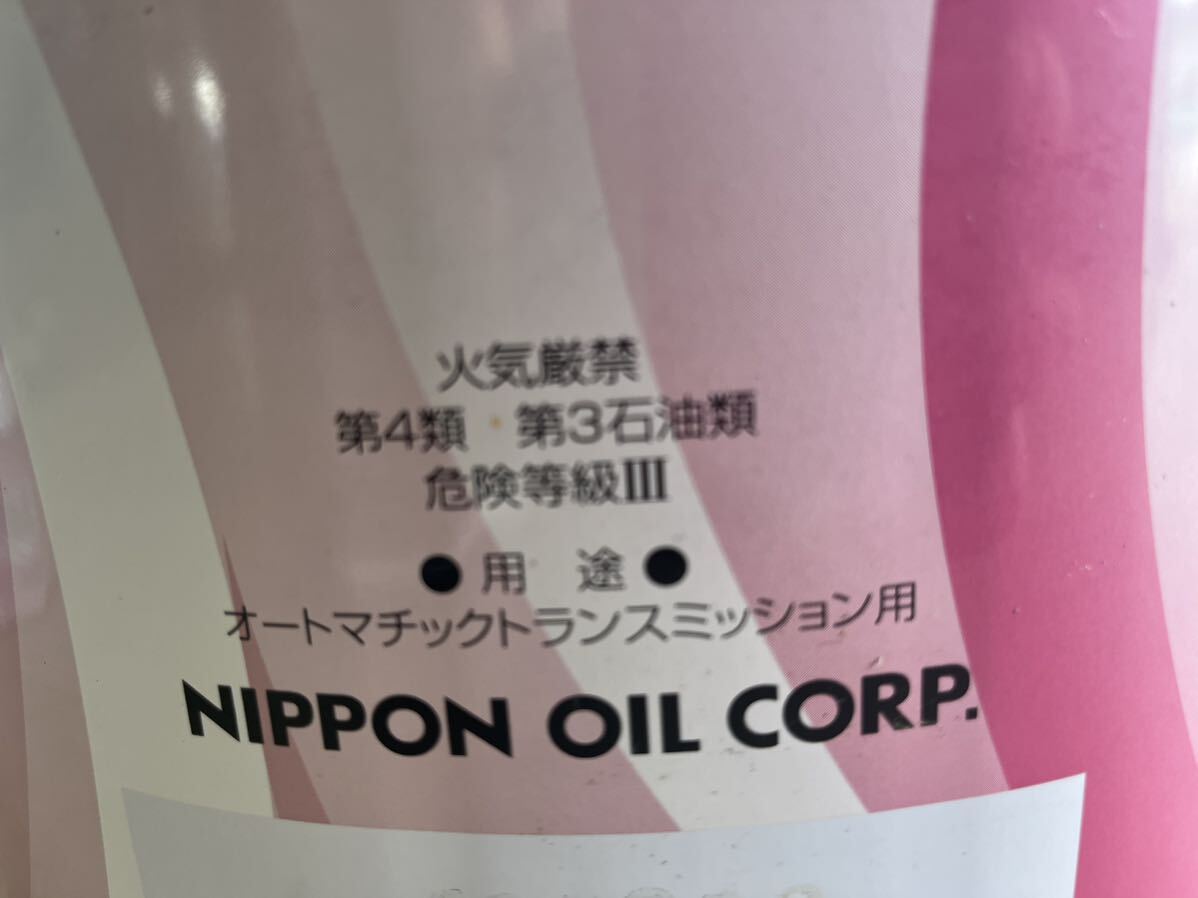 火気厳禁
第4類・第3石油類
危険等級III
●用途●
オートマチックトランスミッション用
NIPPON OIL CORP.